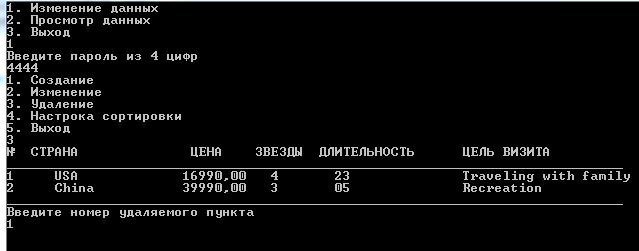 1. Изменение данных
2. Просмотр данных
3. Выход
1
Введите пароль из 4 цифр
4444
1. Создание
2. Изменение
3. Удаление
4. Настрока сортировки
5. Выход
3
№ СТРАНА ЦЕНА ЗВЕЗДЫ ДЛИТЕЛЬНОСТЬ ЦЕЛЬ ВИЗИТА
1 USA 16990,00 4 23 Traveling with family
2 China 39990,00 3 05 Recreation
Введите номер удаляемого пункта
1